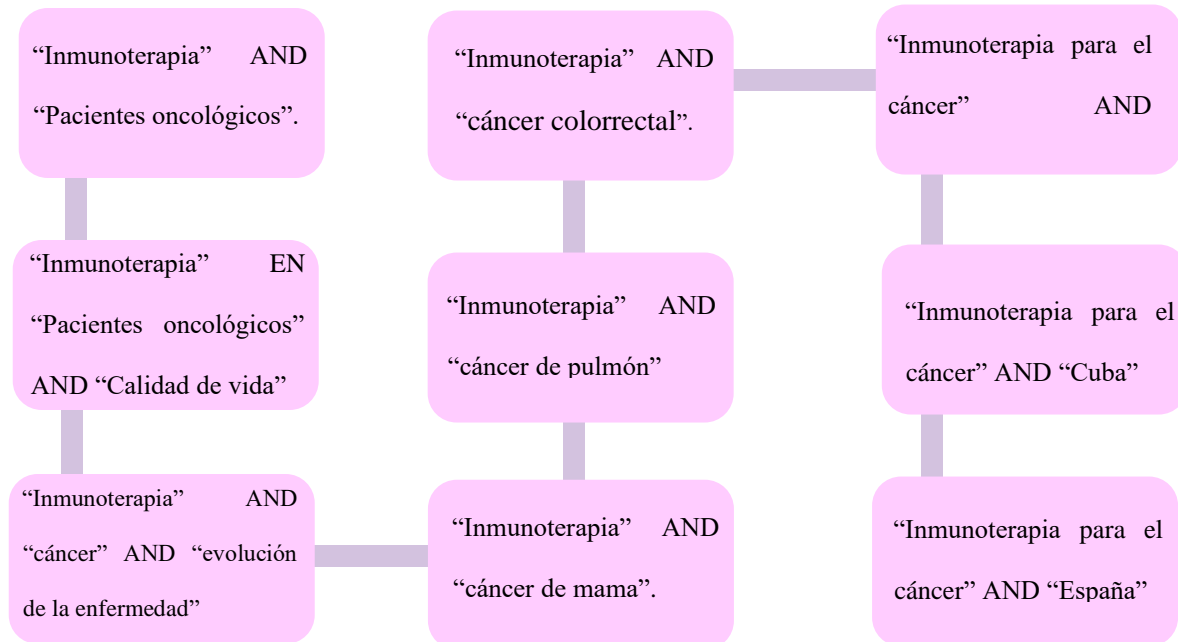 “Inmunoterapia” AND
“Pacientes oncológicos”.
“Inmunoterapia” EN
“Pacientes oncológicos”
AND “Calidad de vida”
“Inmunoterapia” AND
“cáncer” AND “evolución
de la enfermedad”
“Inmunoterapia” AND
“cáncer de mama”.
“Inmunoterapia” AND
“cáncer de pulmón”
“Inmunoterapia” AND
“cáncer colorrectal”.
“Inmunoterapia para el
cáncer” AND
“Inmunoterapia para el
cáncer” AND “Cuba”
“Inmunoterapia para el
cáncer” AND “España”